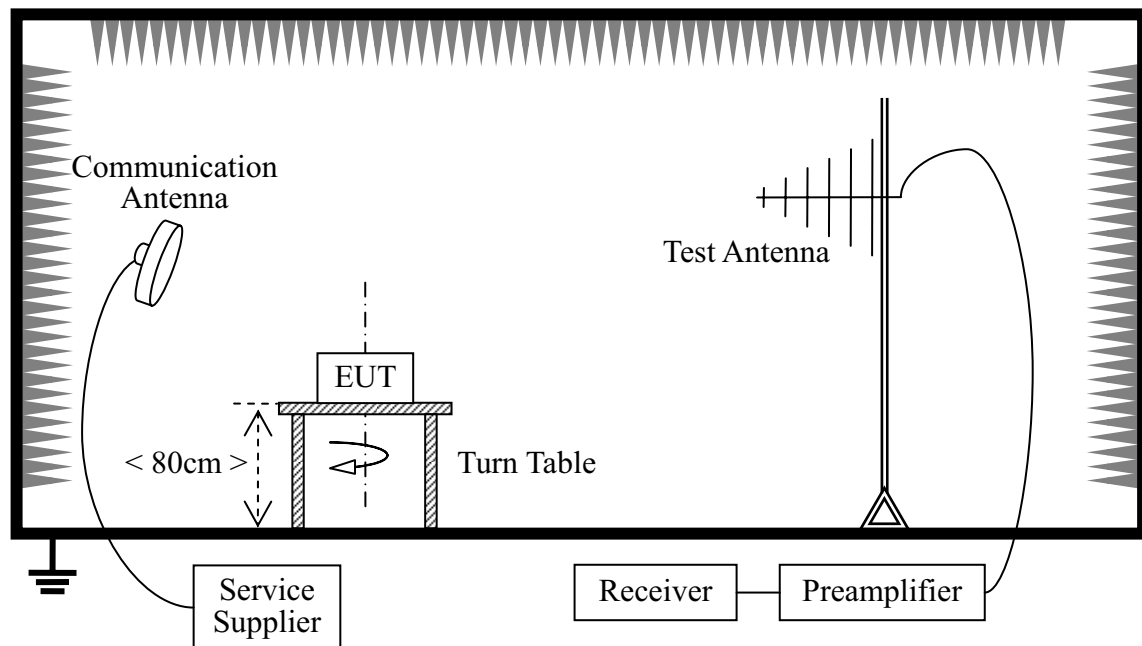 Communication
Antenna
Test Antenna
EUT
< 80cm >
Turn Table
Service
Supplier
Receiver
Preamplifier